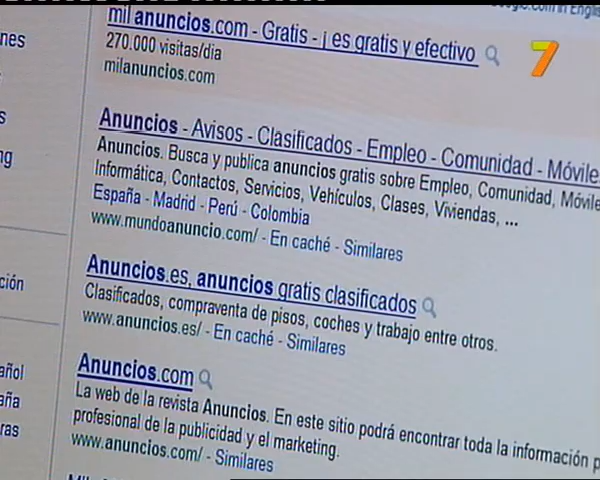 mil anuncios.com - Gratis - ¡ es gratis y efectivo
270.000 visitas/día
milanuncios.com
7
nes
s
ng
Anuncios - Avisos - Clasificados - Empleo - Comunidad - Móvile
Anuncios. Busca y publica anuncios gratis sobre Empleo, Comunidad, Móvile
Informática, Contactos, Servicios, Vehículos, Clases, Viviendas, ...
España - Madrid - Perú - Colombia
www.mundoanuncio.com/ - En caché - Similares
ción
Anuncios.es, anuncios gratis clasificados
Clasificados, compraventa de pisos, coches y trabajo entre otros.
www.anuncios.es/ - En caché - Similares
añol
aña
ras
Anuncios.com
La web de la revista Anuncios. En este sitio podrá encontrar toda la información p
profesional de la publicidad y el marketing.
www.anuncios.com/ - Similares